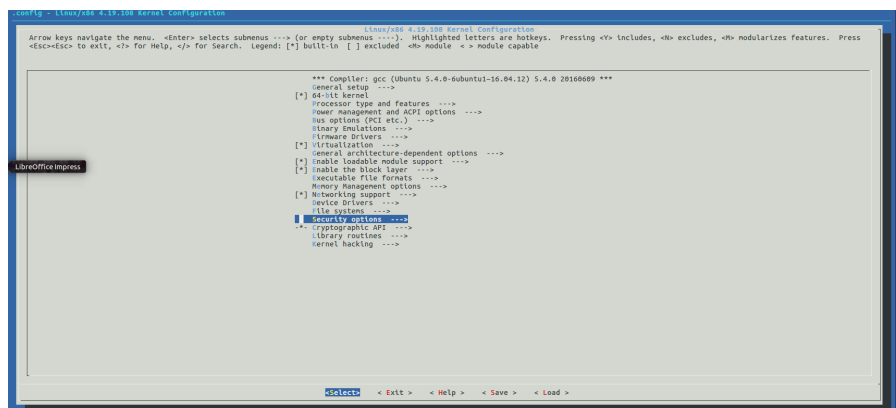 .config - Linux/x86 4.19.108 Kernel Configuration
Linux/x86 4.19.108 Kernel Configuration
Arrow keys navigate the menu.  <Enter> selects submenus ---> (or empty submenus ----).  Highlighted letters are hotkeys.  Pressing <Y> includes, <N> excludes, <M> modularizes features.  Press
<Esc><Esc> to exit, <?> for Help, </> for Search.  Legend: [*] built-in  [ ] excluded  <M> module  < > module capable
*** Compiler: gcc (Ubuntu 5.4.0-6ubuntu1~16.04.12) 5.4.0 20160609 ***
General setup  --->
[*] 64-bit kernel
Processor type and features  --->
Power management and ACPI options  --->
Bus options (PCI etc.)  --->
Binary Emulations  --->
Firmware Drivers  --->
[*] Virtualization  --->
General architecture-dependent options  --->
[*] Enable loadable module support  --->
[*] Enable the block layer  --->
Executable file formats  --->
Memory Management options  --->
[*] Networking support  --->
Device Drivers  --->
File systems  --->
Security options  --->
-*- Cryptographic API  --->
Library routines  --->
Kernel hacking  --->
LibreOffice Impress
<Select>    < Exit >    < Help >    < Save >    < Load >